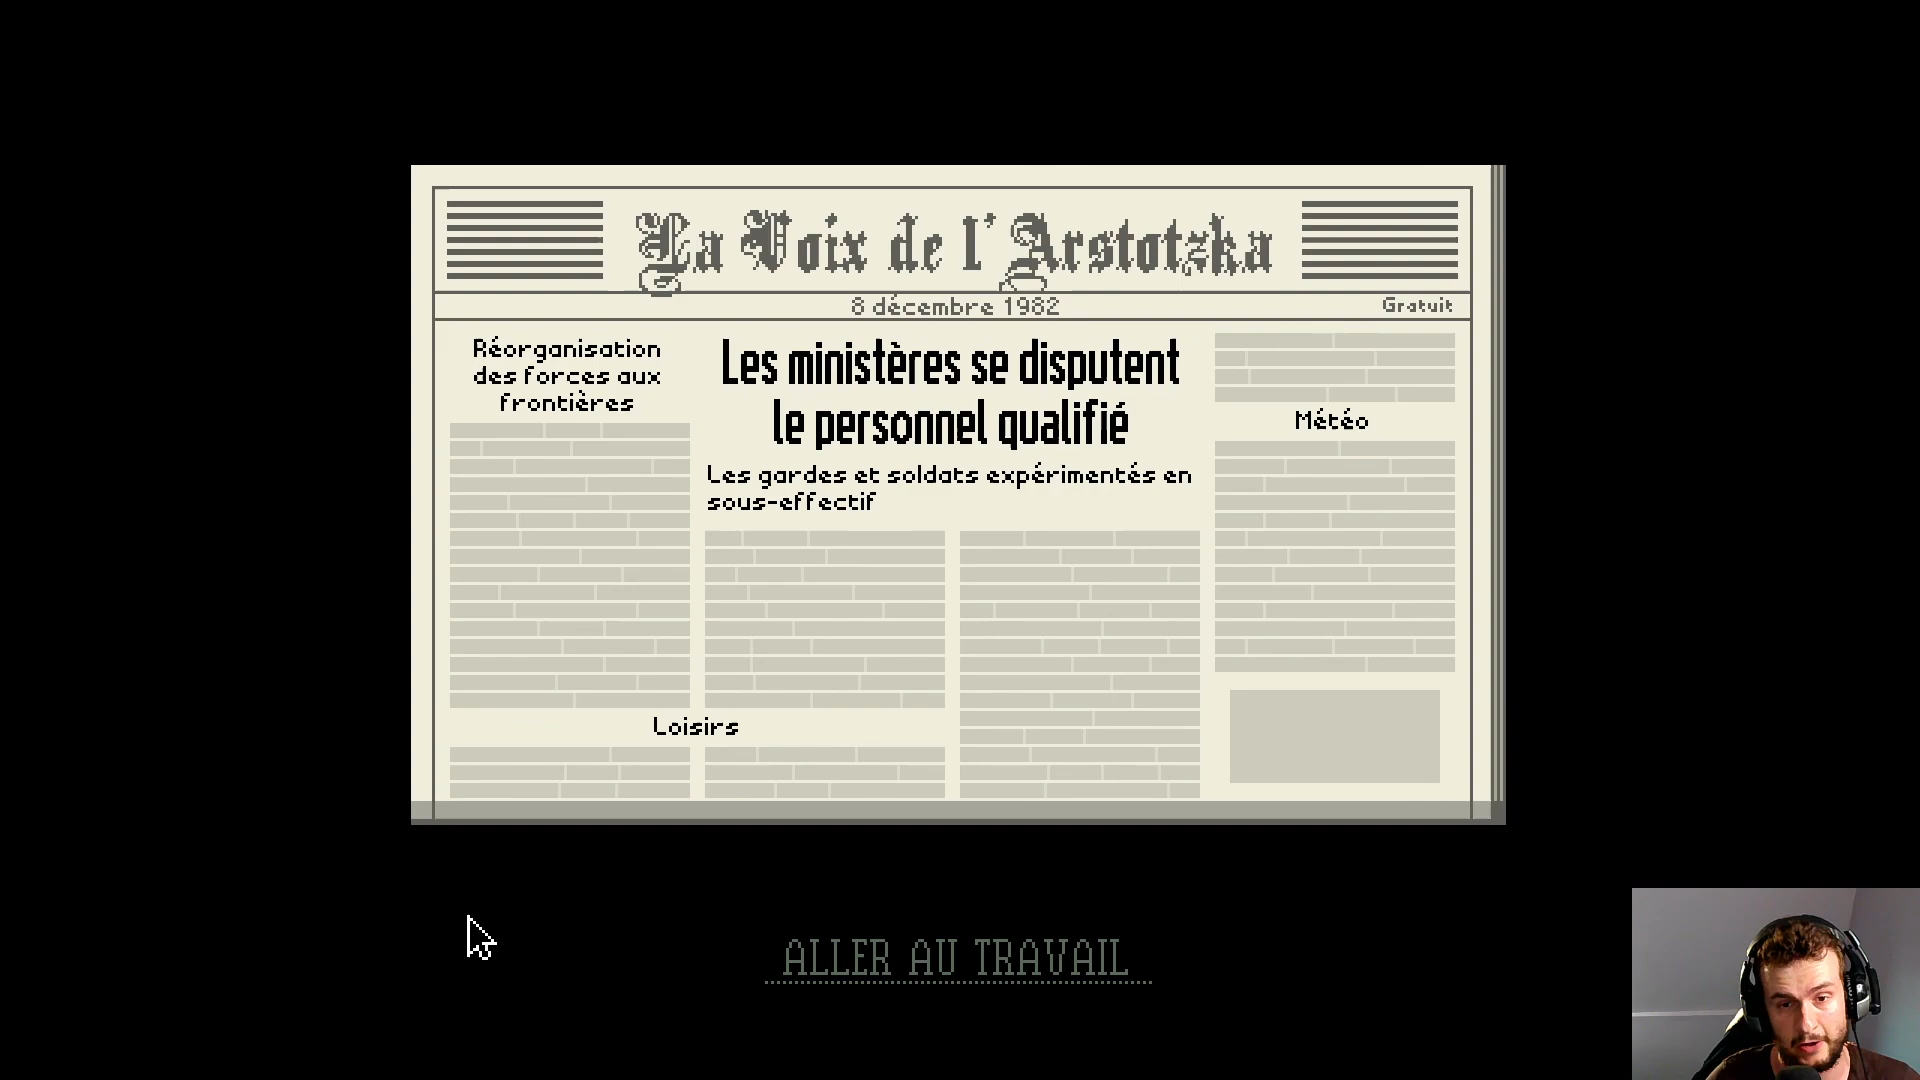 La Voix de l'Arstotzka
8 décembre 1982
Gratuit
Réorganisation
des forces aux
frontières
Les ministères se disputent
le personnel qualifié
Les gardes et soldats expérimentés en
sous-effectif
Météo
Loisirs
ALLER AU TRAVAIL